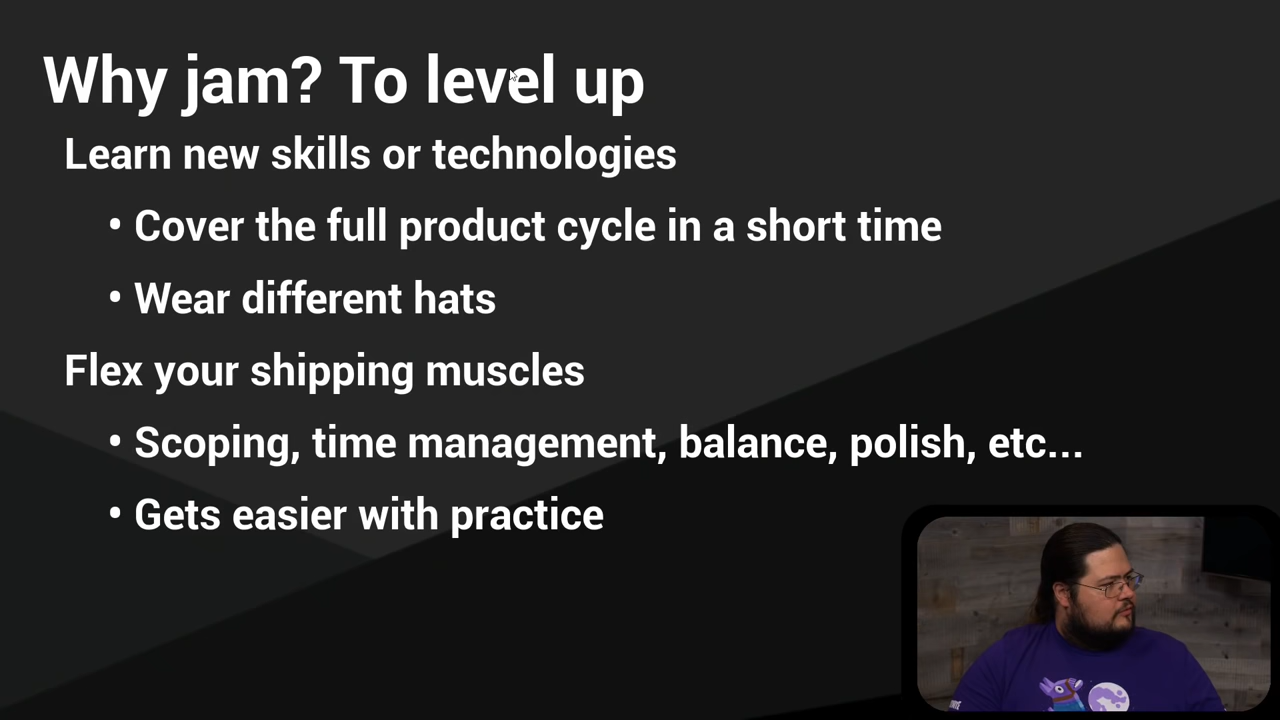 Why jam? To level up
Learn new skills or technologies
• Cover the full product cycle in a short time
• Wear different hats
Flex your shipping muscles
• Scoping, time management, balance, polish, etc...
• Gets easier with practice